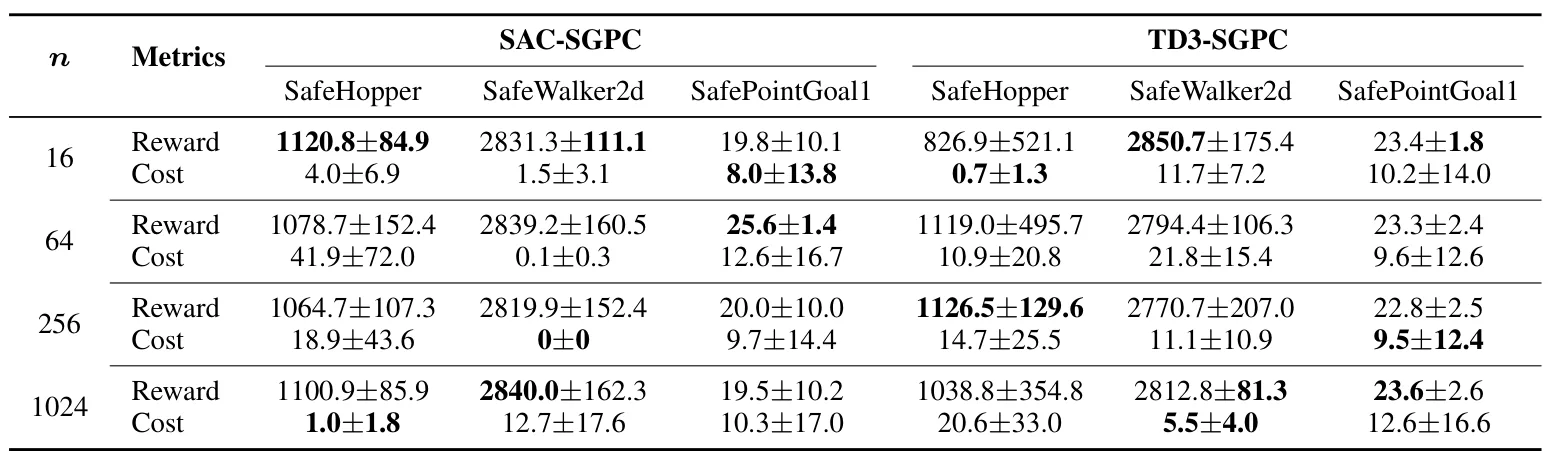 n Metrics SAC-SGPC TD3-SGPC
SafeHopper SafeWalker2d SafePointGoal1 SafeHopper SafeWalker2d SafePointGoal1
16 Reward 1120.8±84.9 2831.3±111.1 19.8±10.1 826.9±521.1 2850.7±175.4 23.4±1.8
Cost 4.0±6.9 1.5±3.1 8.0±13.8 0.7±1.3 11.7±7.2 10.2±14.0
64 Reward 1078.7±152.4 2839.2±160.5 25.6±1.4 1119.0±495.7 2794.4±106.3 23.3±2.4
Cost 41.9±72.0 0.1±0.3 12.6±16.7 10.9±20.8 21.8±15.4 9.6±12.6
256 Reward 1064.7±107.3 2819.9±152.4 20.0±10.0 1126.5±129.6 2770.7±207.0 22.8±2.5
Cost 18.9±43.6 0±0 9.7±14.4 14.7±25.5 11.1±10.9 9.5±12.4
1024 Reward 1100.9±85.9 2840.0±162.3 19.5±10.2 1038.8±354.8 2812.8±81.3 23.6±2.6
Cost 1.0±1.8 12.7±17.6 10.3±17.0 20.6±33.0 5.5±4.0 12.6±16.6